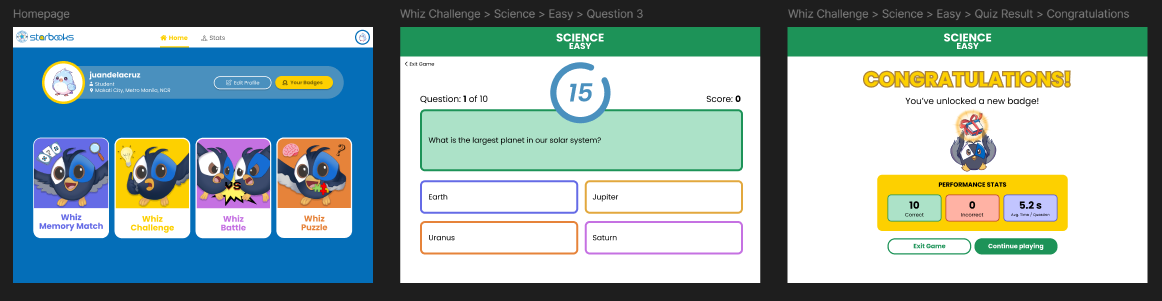 Homepage
starbooks
Home
Stats
juandelacruz
Student
Makati City, Metro Manila, NCR
Edit Profile
Your Badges
Whiz
Memory Match
Whiz
Challenge
VS
Whiz
Battle
?
Whiz
Puzzle
Whiz Challenge > Science > Easy > Question 3
SCIENCE
EASY
< Exit Game
15
Question: 1 of 10
Score: 0
What is the largest planet in our solar system?
Earth
Jupiter
Uranus
Saturn
Whiz Challenge > Science > Easy > Quiz Result > Congratulations
SCIENCE
EASY
CONGRATULATIONS!
You've unlocked a new badge!
PERFORMANCE STATS
10
Correct
0
Incorrect
5.2 s
Avg. Time / Question
Exit Game
Continue playing